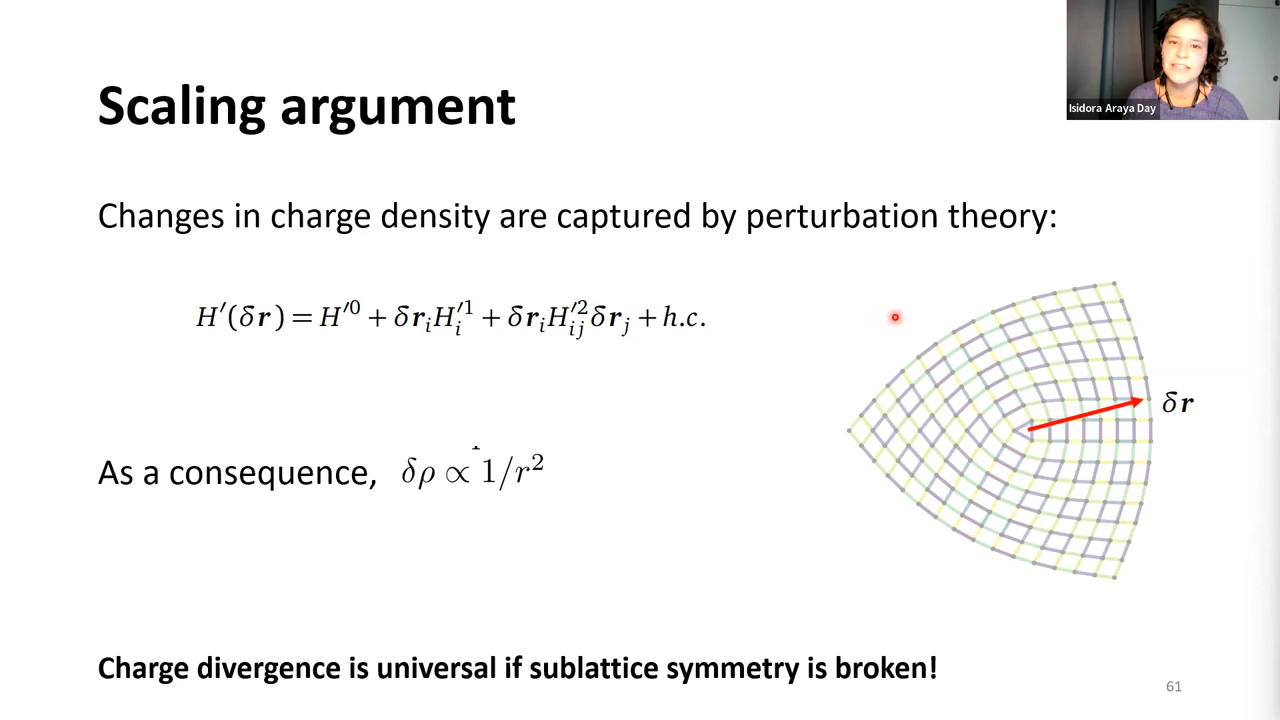 Isidora Araya Day
Scaling argument
Changes in charge density are captured by perturbation theory:
H′(δr) = H′⁰ + δrᵢH′¹ᵢ + δrᵢH′²ᵢⱼδrⱼ + h.c.
δr
As a consequence, δρ ∝ 1/r²
Charge divergence is universal if sublattice symmetry is broken!
61